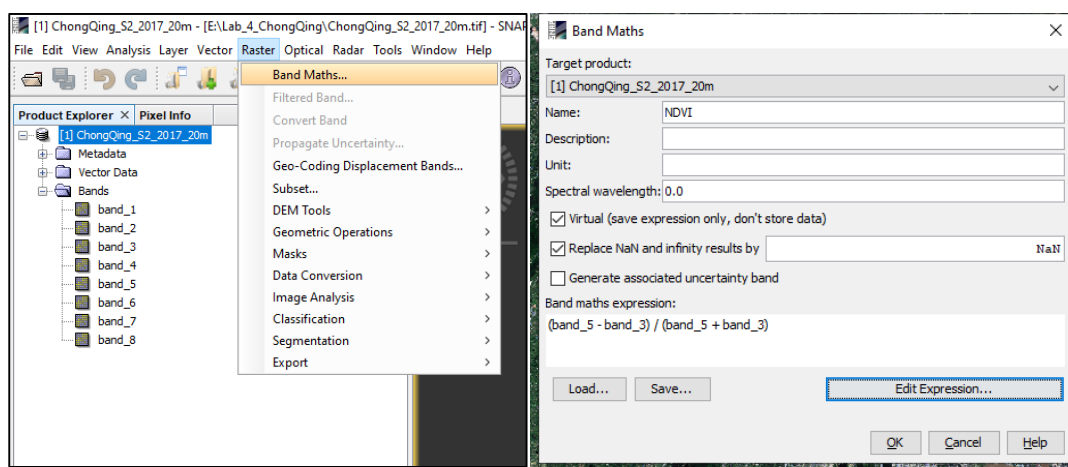 [1] ChongQing_S2_2017_20m - [E:\Lab_4_ChongQing\ChongQing_S2_2017_20m.tif] - SNAP
File Edit View Analysis Layer Vector Raster Optical Radar Tools Window Help
Product Explorer × Pixel Info
[1] ChongQing_S2_2017_20m
Metadata
Vector Data
Bands
band_1
band_2
band_3
band_4
band_5
band_6
band_7
band_8
Band Maths...
Filtered Band...
Convert Band
Propagate Uncertainty...
Geo-Coding Displacement Bands...
Subset...
DEM Tools
Geometric Operations
Masks
Data Conversion
Image Analysis
Classification
Segmentation
Export
Band Maths
Target product:
[1] ChongQing_S2_2017_20m
Name: NDVI
Description:
Unit:
Spectral wavelength: 0.0
Virtual (save expression only, don't store data)
Replace NaN and infinity results by NaN
Generate associated uncertainty band
Band maths expression:
(band_5 - band_3) / (band_5 + band_3)
Load... Save... Edit Expression...
OK Cancel Help